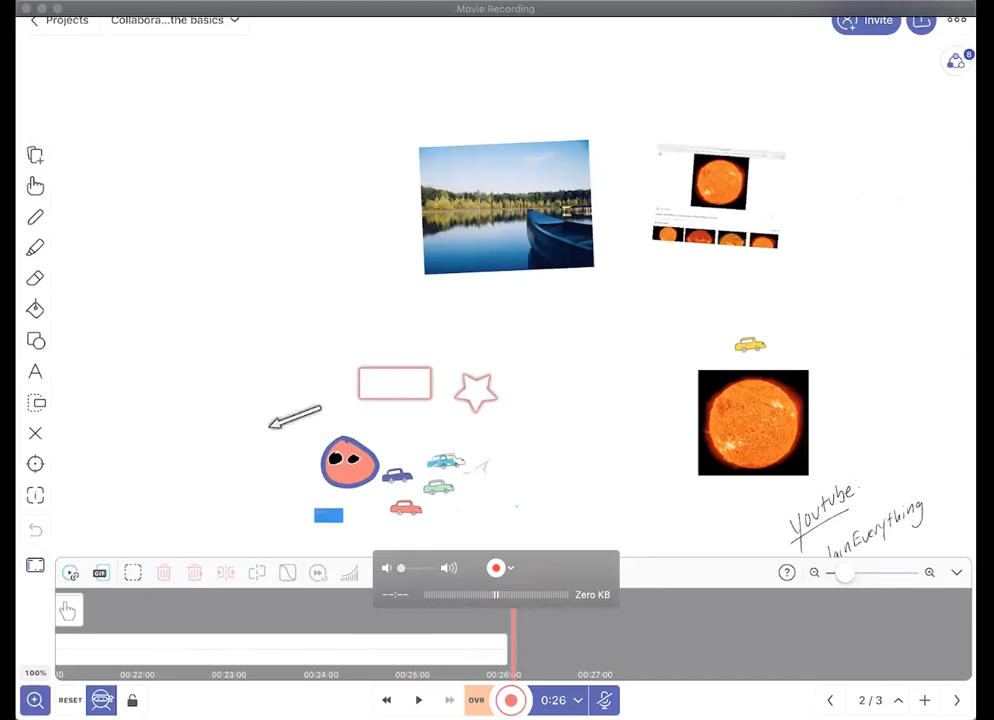 Movie Recording
Projects
Collabora...the basics
Invite
8
Youtube
lainEverything
GIF
--:--
Zero KB
00:22:00 00:23:00 00:24:00 00:25:00 00:26:00 00:27:00
100%
RESET
OVR
0:26
2 / 3